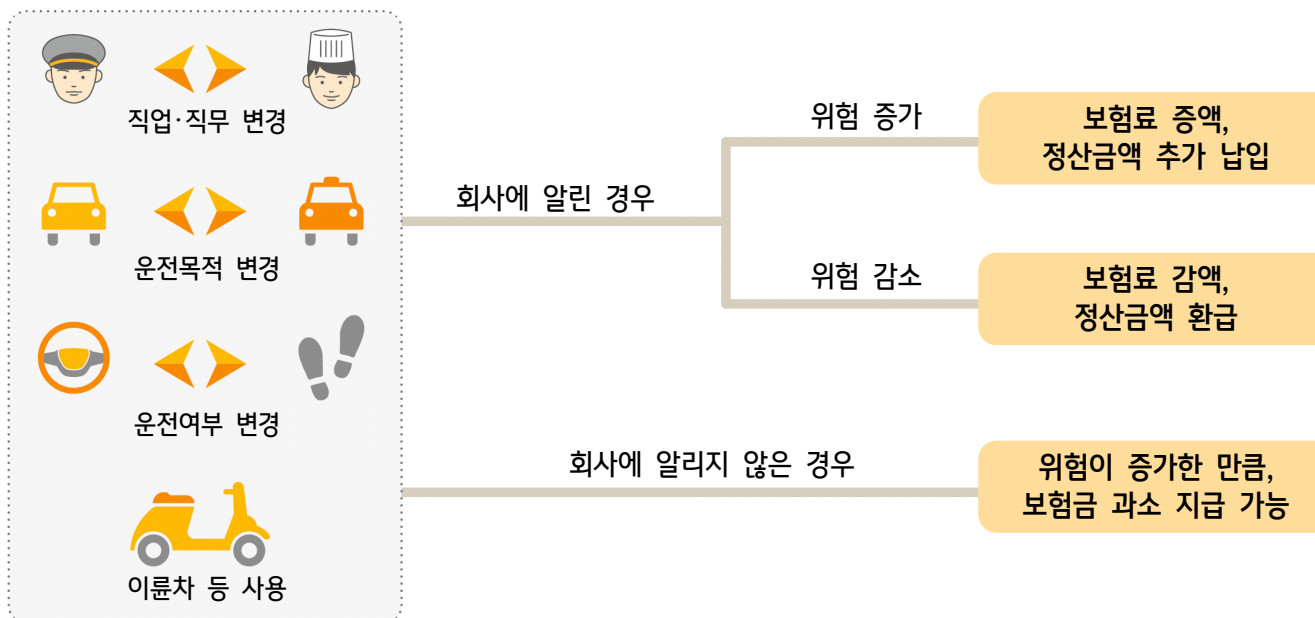 직업·직무 변경
운전목적 변경
운전여부 변경
이륜차 등 사용
회사에 알린 경우
위험 증가
보험료 증액,
정산금액 추가 납입
위험 감소
보험료 감액,
정산금액 환급
회사에 알리지 않은 경우
위험이 증가한 만큼,
보험금 과소 지급 가능